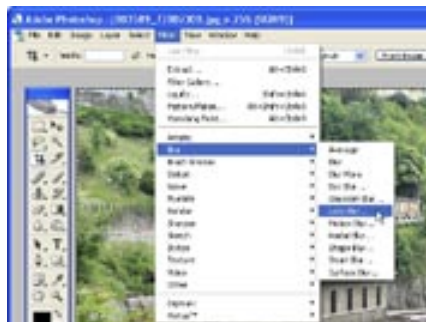 Adobe Photoshop
File Edit Image Layer Select Filter View Window Help
Extract...
Filter Gallery...
Liquify...
Pattern Maker...
Vanishing Point...
Artistic
Blur
Brush Strokes
Distort
Noise
Pixelate
Render
Sharpen
Sketch
Stylize
Texture
Video
Other
Digimarc
Average
Blur
Blur More
Box Blur...
Gaussian Blur...
Lens Blur...
Motion Blur...
Radial Blur...
Shape Blur...
Smart Blur...
Surface Blur...